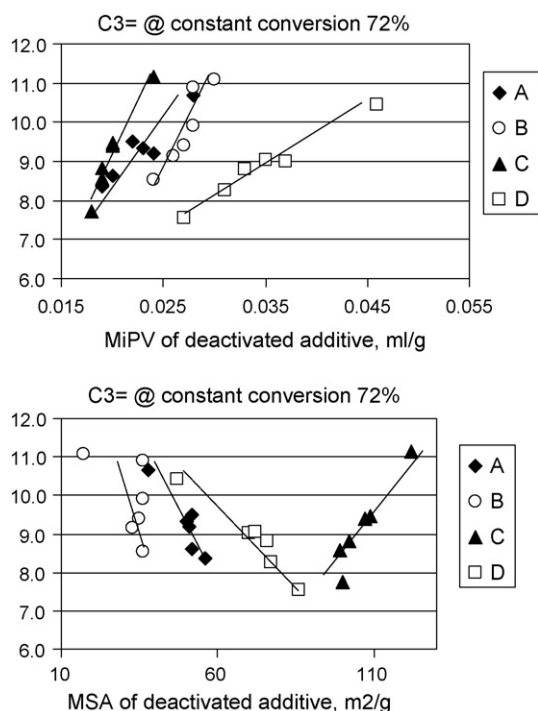 C3= @ constant conversion 72%
12.0
11.0
10.0
9.0
8.0
7.0
6.0
0.015 0.025 0.035 0.045 0.055
MiPV of deactivated additive, ml/g
A
B
C
D
C3= @ constant conversion 72%
12.0
11.0
10.0
9.0
8.0
7.0
6.0
10 60 110
MSA of deactivated additive, m2/g
A
B
C
D